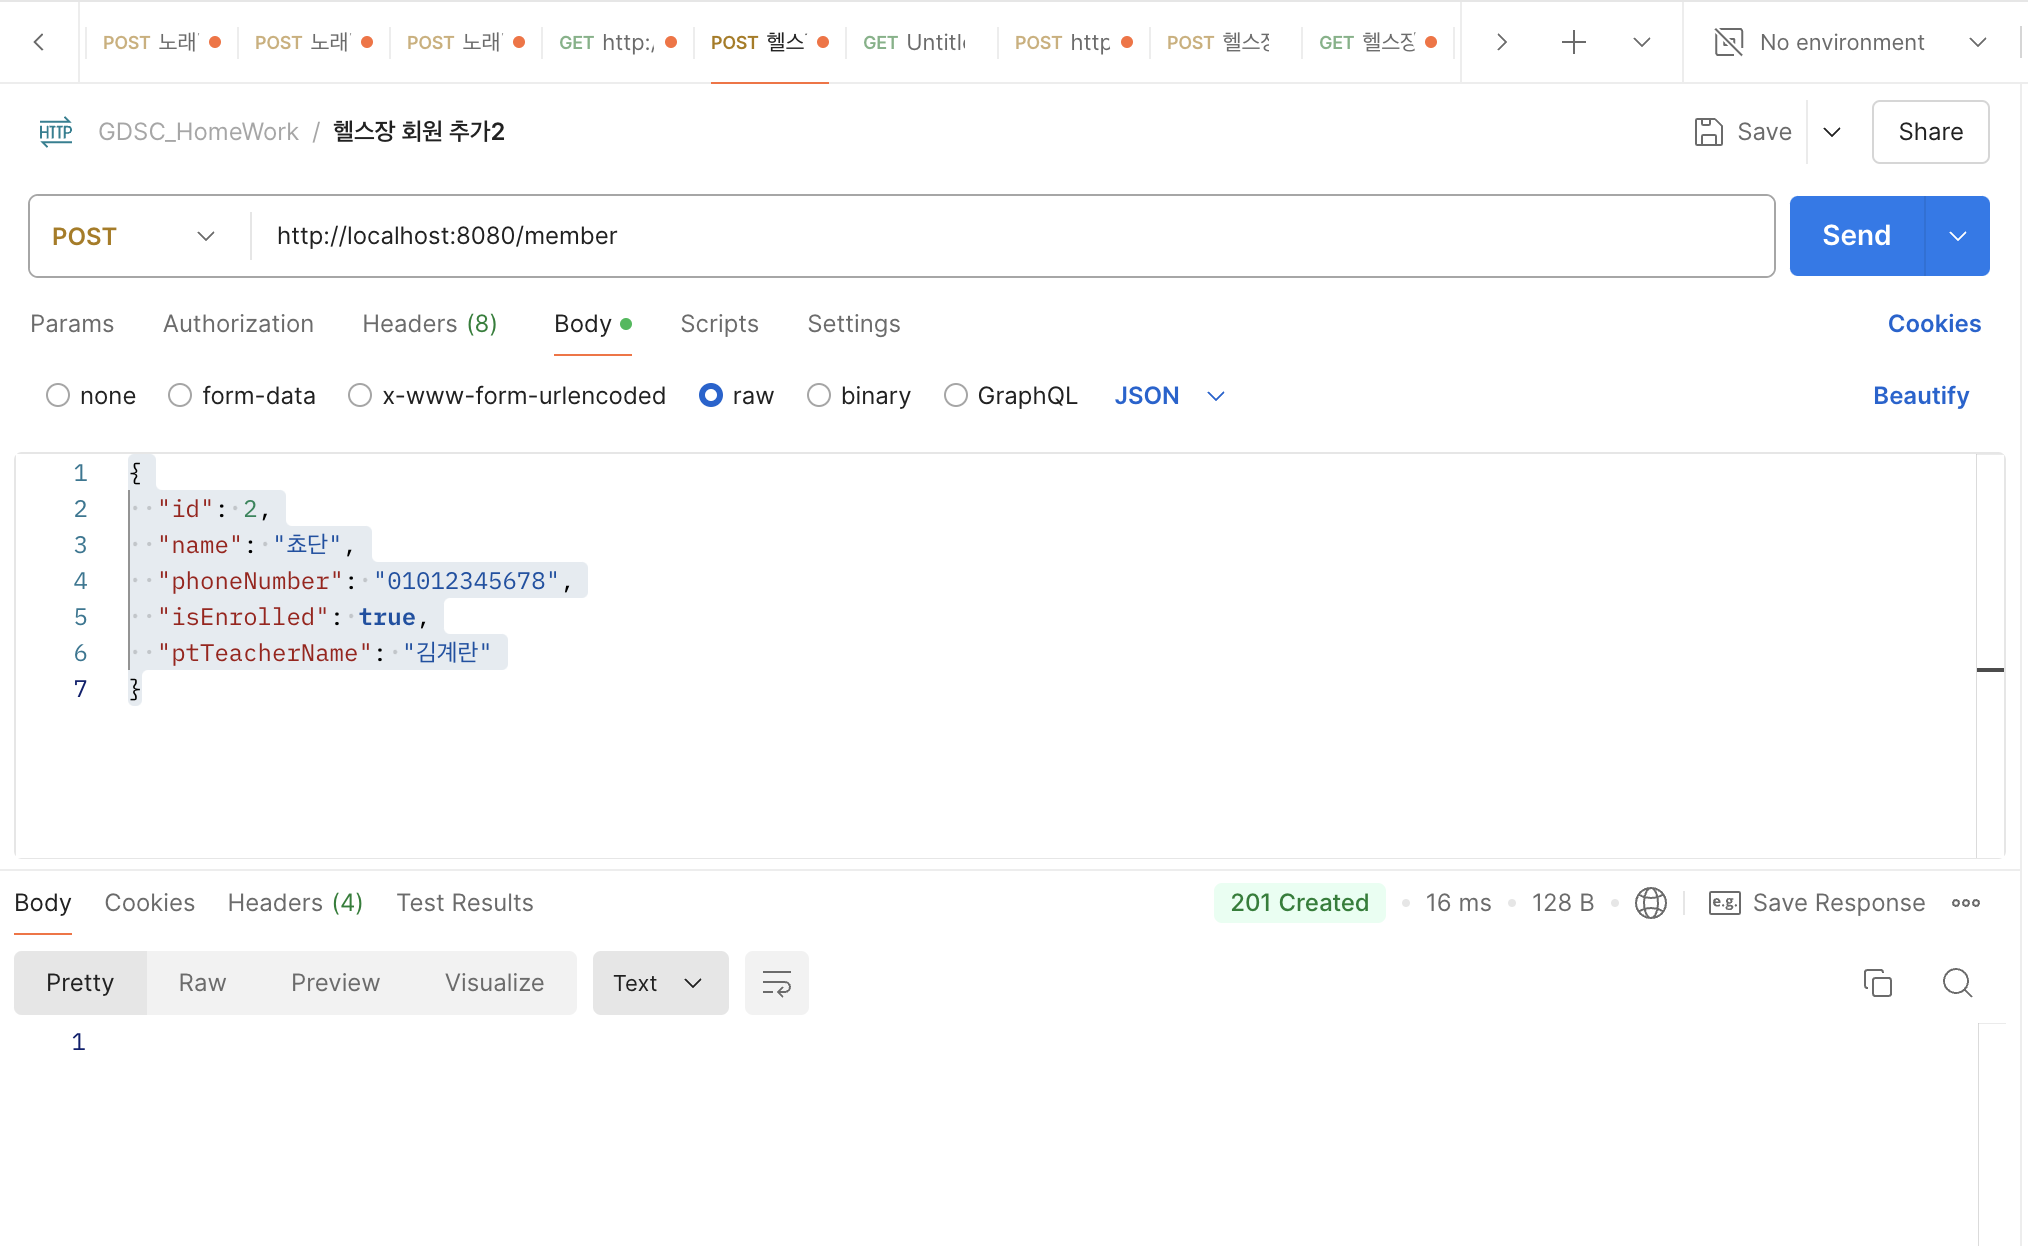 POST 노래 POST 노래 POST 노래 GET http:/ POST 헬스 GET Untitl POST http POST 헬스장 GET 헬스장 No environment
HTTP GDSC_HomeWork / 헬스장 회원 추가2 Save Share
POST http://localhost:8080/member Send
Params Authorization Headers (8) Body Scripts Settings Cookies
none form-data x-www-form-urlencoded raw binary GraphQL JSON Beautify
1 {
2 "id": 2,
3 "name": "쵸단",
4 "phoneNumber": "01012345678",
5 "isEnrolled": true,
6 "ptTeacherName": "김계란"
7 }
Body Cookies Headers (4) Test Results 201 Created 16 ms 128 B e.g. Save Response
Pretty Raw Preview Visualize Text
1